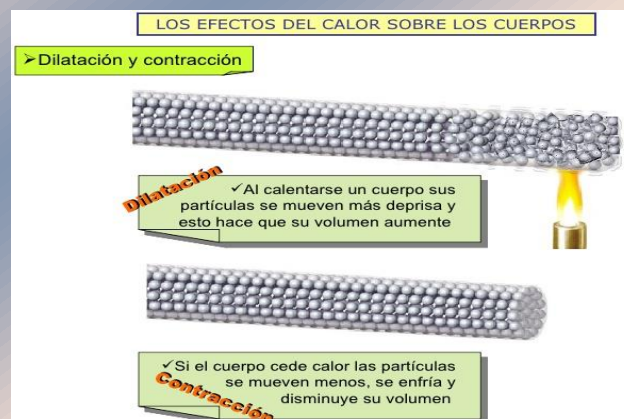 LOS EFECTOS DEL CALOR SOBRE LOS CUERPOS
➢Dilatación y contracción
Dilatación
✓Al calentarse un cuerpo sus
partículas se mueven más deprisa y
esto hace que su volumen aumente
✓Si el cuerpo cede calor las partículas
se mueven menos, se enfría y
disminuye su volumen
Contracción